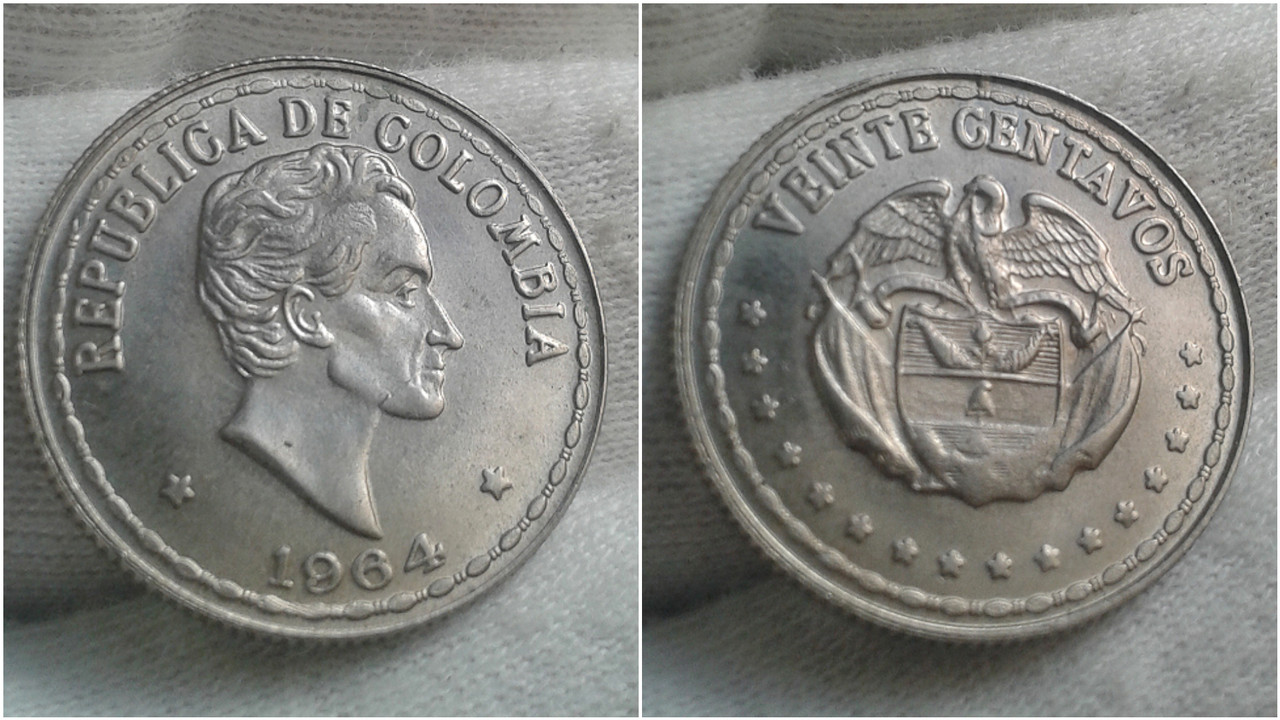 REPUBLICA DE COLOMBIA
1964
VEINTE CENTAVOS